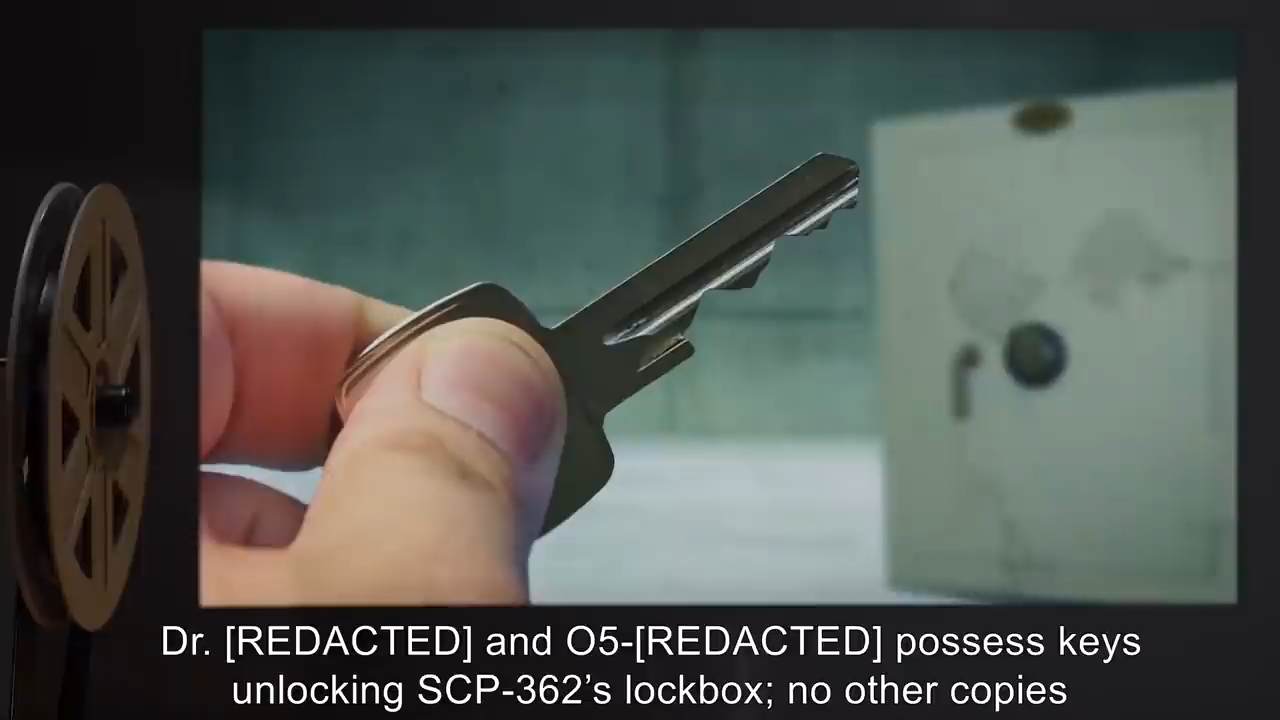 Dr. [REDACTED] and O5-[REDACTED] possess keys
unlocking SCP-362’s lockbox; no other copies